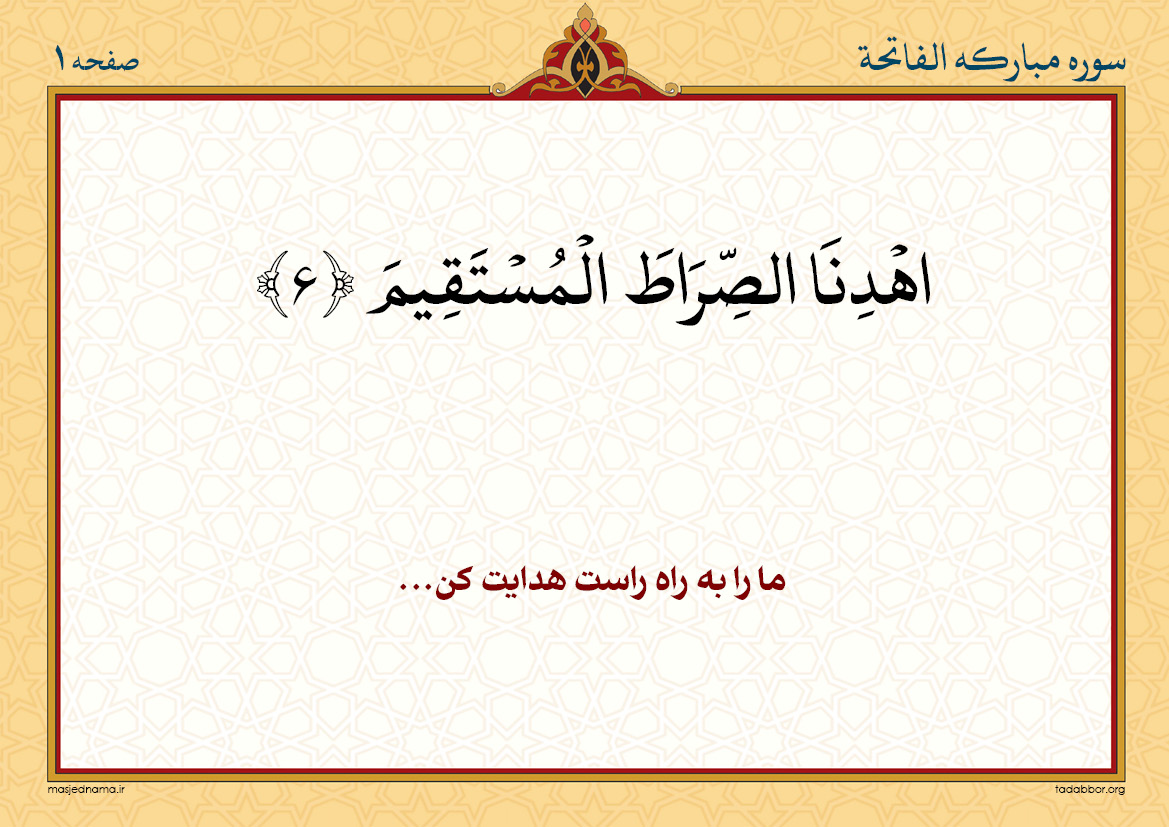 سوره مبارکه الفاتحة
صفحه ۱
اهْدِنَا الصِّرَاطَ الْمُسْتَقِيمَ ﴿۶﴾
ما را به راه راست هدایت کن...
masjednama.ir
tadabbor.org